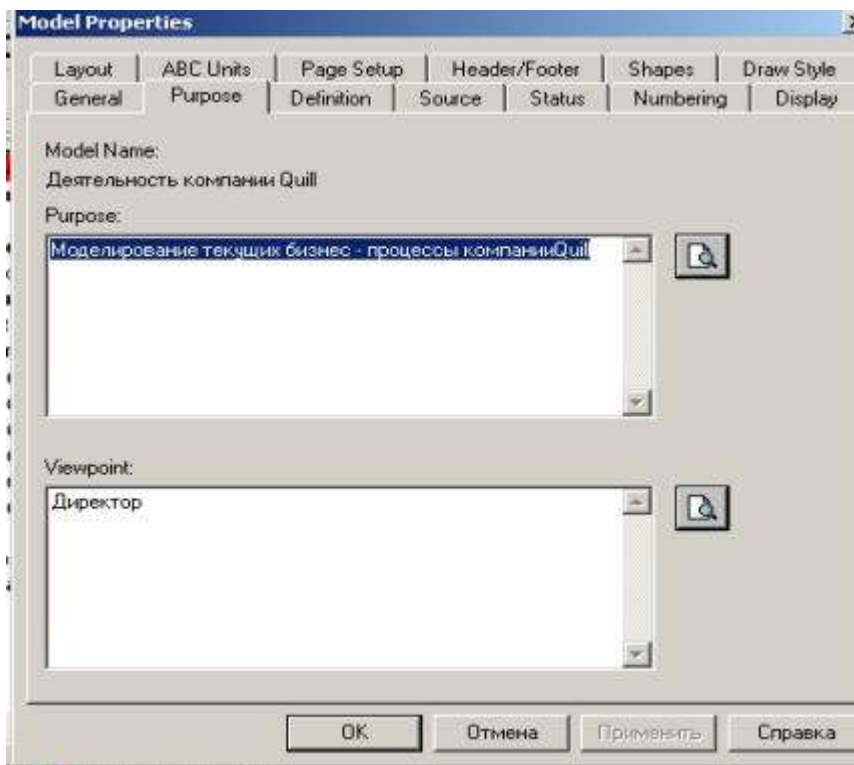 Model Properties
Layout ABC Units Page Setup Header/Footer Shapes Draw Style
General Purpose Definition Source Status Numbering Display
Model Name:
Деятельность компании Quill
Purpose:
Моделирование текущих бизнес - процессы компанииQuill
Viewpoint:
Директор
OK Отмена Применить Справка